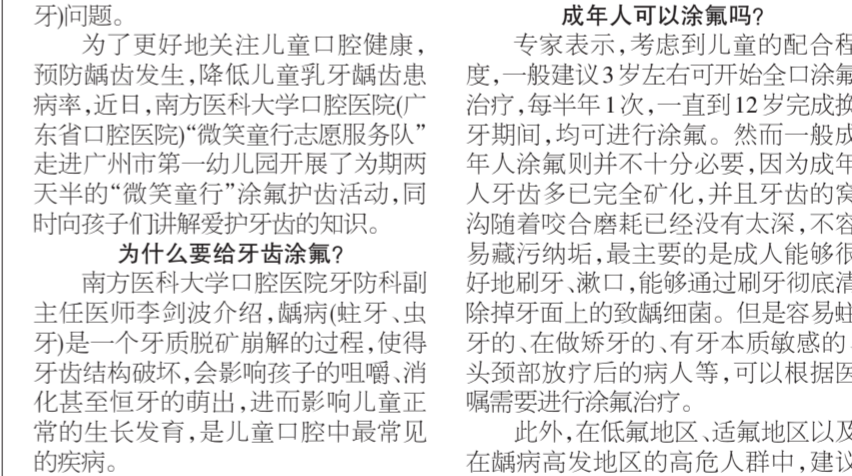 牙)问题。
为了更好地关注儿童口腔健康,
预防龋齿发生,降低儿童乳牙龋齿患
病率,近日,南方医科大学口腔医院(广
东省口腔医院)“微笑童行志愿服务队”
走进广州市第一幼儿园开展了为期两
天半的“微笑童行”涂氟护齿活动,同
时向孩子们讲解爱护牙齿的知识。
为什么要给牙齿涂氟?
南方医科大学口腔医院牙防科副
主任医师李剑波介绍,龋病(蛀牙、虫
牙)是一个牙质脱矿崩解的过程,使得
牙齿结构破坏,会影响孩子的咀嚼、消
化甚至恒牙的萌出,进而影响儿童正
常的生长发育,是儿童口腔中最常见
的疾病。
成年人可以涂氟吗?
专家表示,考虑到儿童的配合程
度,一般建议3岁左右可开始全口涂氟
治疗,每半年1次,一直到12岁完成换
牙期间,均可进行涂氟。然而一般成
年人涂氟则并不十分必要,因为成年
人牙齿多已完全矿化,并且牙齿的窝
沟随着咬合磨耗已经没有太深,不容
易藏污纳垢,最主要的是成人能够很
好地刷牙、漱口,能够通过刷牙彻底清
除掉牙面上的致龋细菌。但是容易蛀
牙的、在做矫牙的、有牙本质敏感的、
头颈部放疗后的病人等,可以根据医
嘱需要进行涂氟治疗。
此外,在低氟地区、适氟地区以及
在龋病高发地区的高危人群中,建议